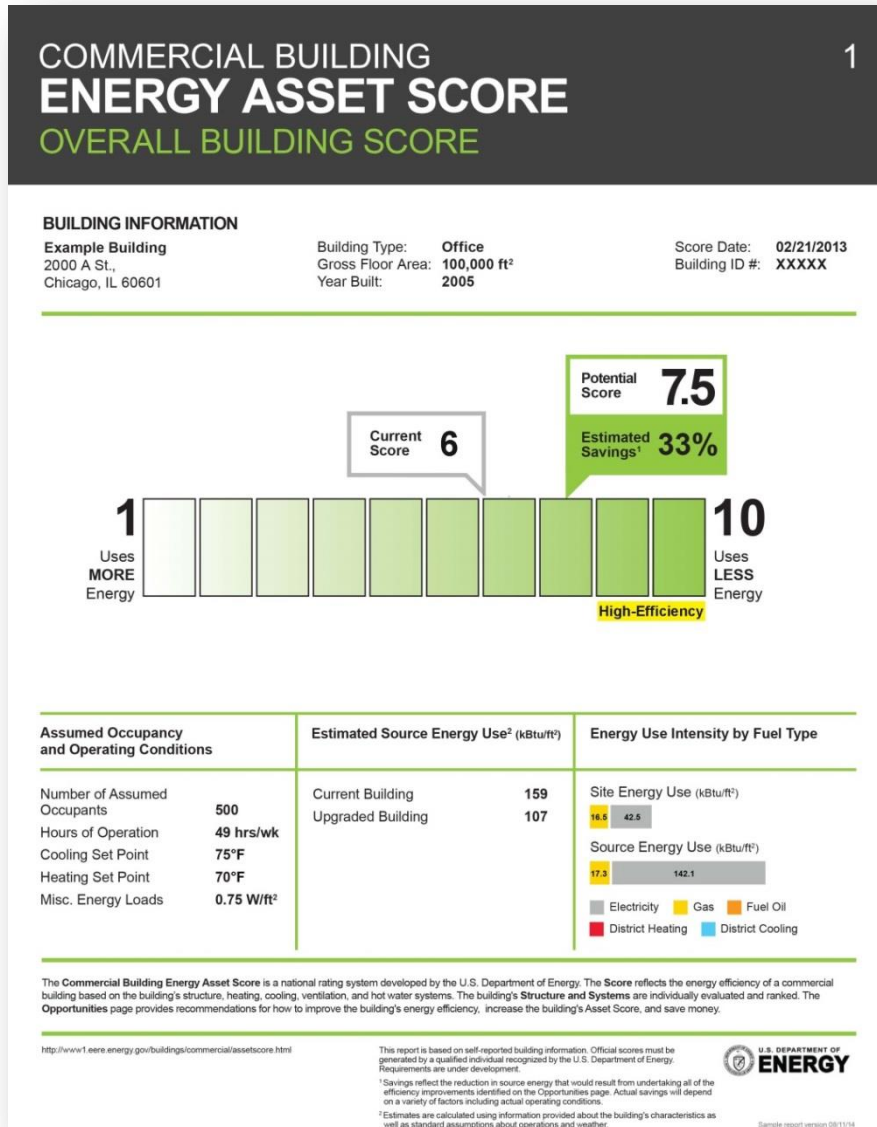 COMMERCIAL BUILDING
1
ENERGY ASSET SCORE
OVERALL BUILDING SCORE
BUILDING INFORMATION
Example Building
2000 A St.,
Chicago, IL 60601
Building Type: Office
Gross Floor Area: 100,000 ft²
Year Built: 2005
Score Date: 02/21/2013
Building ID #: XXXXX
Potential Score 7.5
Estimated Savings¹ 33%
Current Score 6
1
Uses
MORE
Energy
10
Uses
LESS
Energy
High-Efficiency
Assumed Occupancy
and Operating Conditions
Number of Assumed
Occupants 500
Hours of Operation 49 hrs/wk
Cooling Set Point 75°F
Heating Set Point 70°F
Misc. Energy Loads 0.75 W/ft²
Estimated Source Energy Use² (kBtu/ft²)
Current Building 159
Upgraded Building 107
Energy Use Intensity by Fuel Type
Site Energy Use (kBtu/ft²)
16.5 42.5
Source Energy Use (kBtu/ft²)
17.3 142.1
Electricity Gas Fuel Oil
District Heating District Cooling
The Commercial Building Energy Asset Score is a national rating system developed by the U.S. Department of Energy. The Score reflects the energy efficiency of a commercial
building based on the building's structure, heating, cooling, ventilation, and hot water systems. The building's Structure and Systems are individually evaluated and ranked. The
Opportunities page provides recommendations for how to improve the building's energy efficiency, increase the building's Asset Score, and save money.
http://www1.eere.energy.gov/buildings/commercial/assetscore.html
This report is based on self-reported building information. Official scores must be
generated by a qualified individual recognized by the U.S. Department of Energy.
Requirements are under development.
¹ Savings reflect the reduction in source energy that would result from undertaking all of the
efficiency improvements identified on the Opportunities page. Actual savings will depend
on a variety of factors including actual operating conditions.
² Estimates are calculated using information provided about the building's characteristics as
well as standard assumptions about operations and weather.
U.S. DEPARTMENT OF
ENERGY
Sample report version 08/11/14